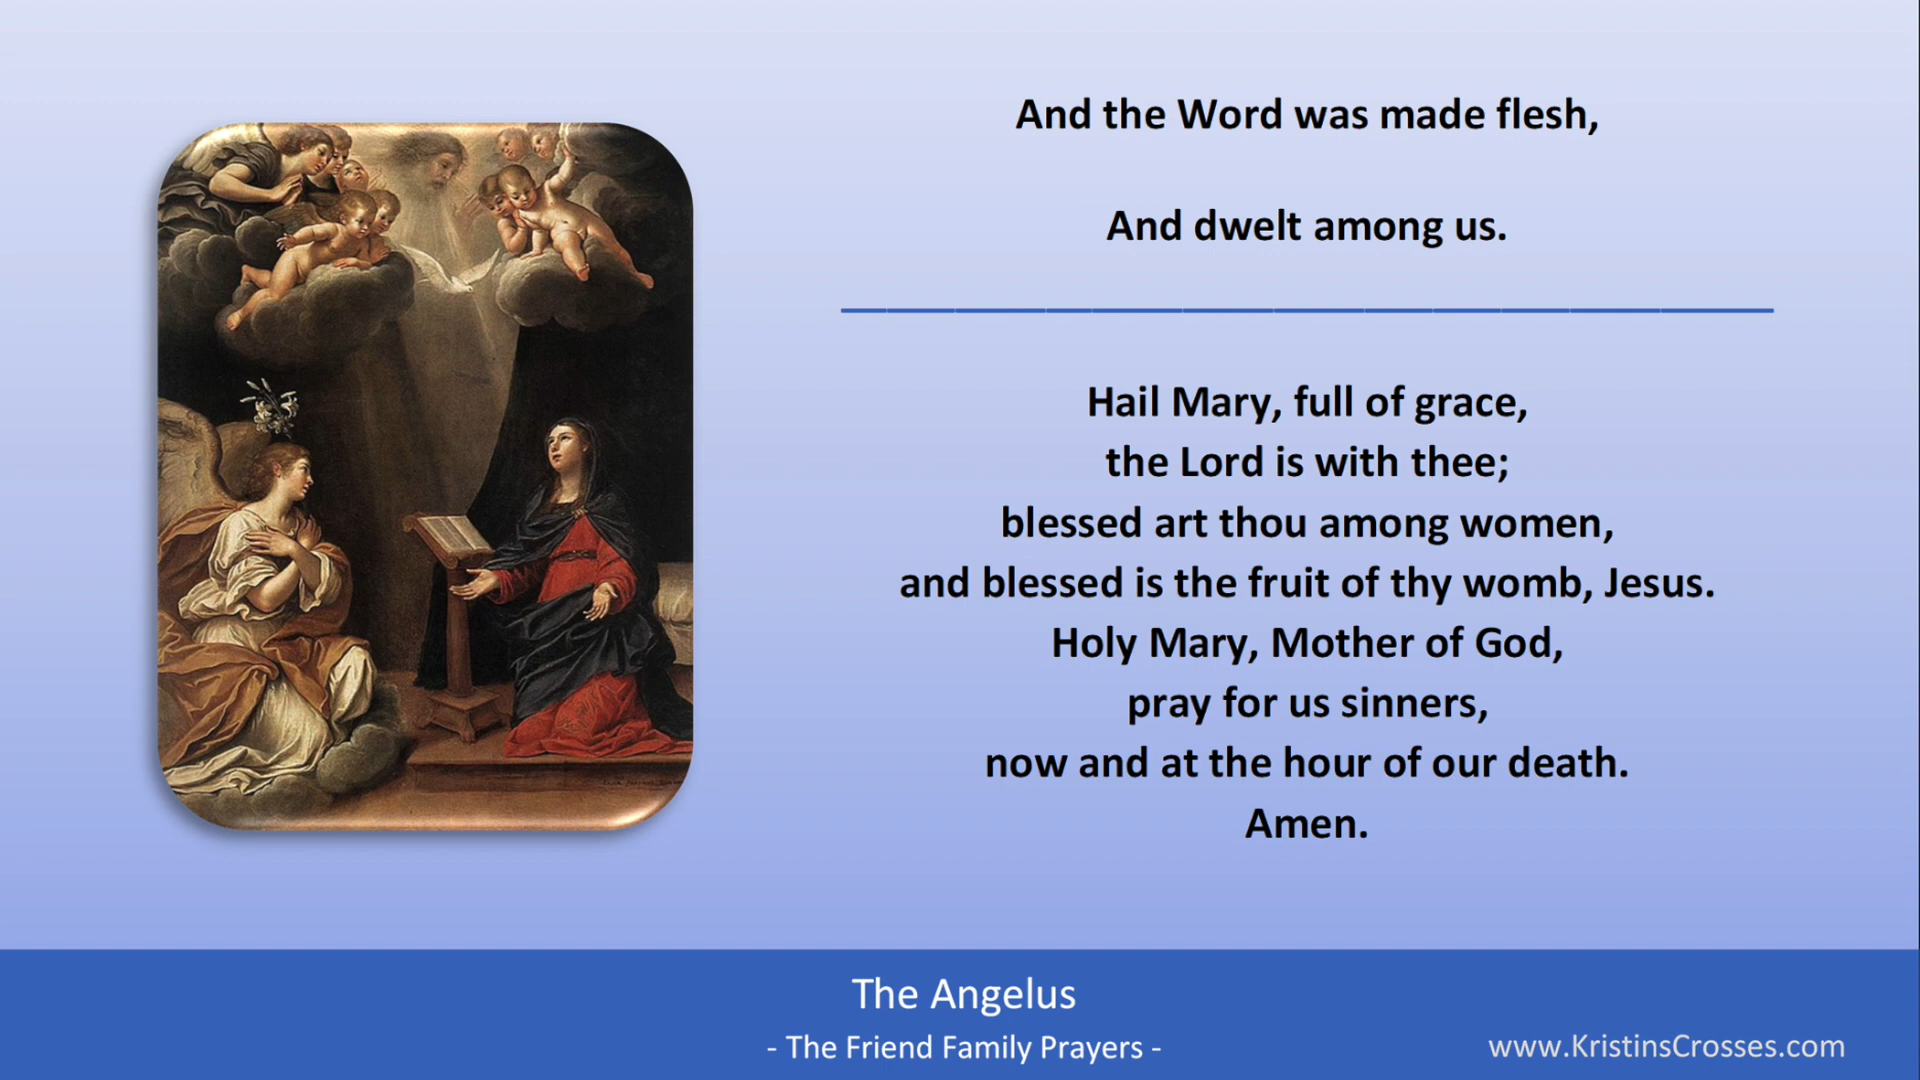 And the Word was made flesh,
And dwelt among us.
Hail Mary, full of grace,
the Lord is with thee;
blessed art thou among women,
and blessed is the fruit of thy womb, Jesus.
Holy Mary, Mother of God,
pray for us sinners,
now and at the hour of our death.
Amen.
The Angelus
- The Friend Family Prayers -
www.KristinsCrosses.com